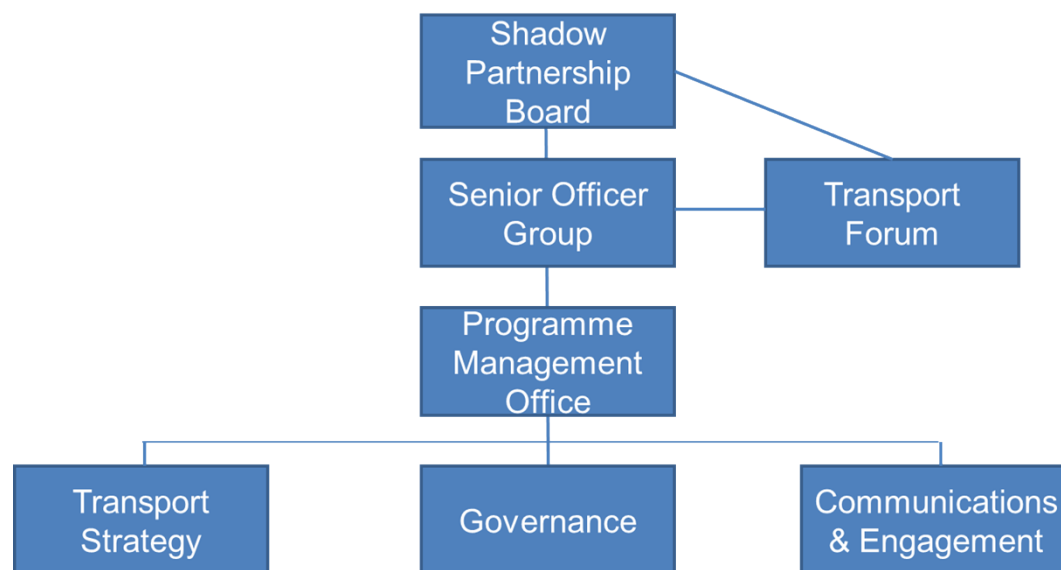 Shadow
Partnership
Board
Senior Officer
Group
Transport
Forum
Programme
Management
Office
Transport
Strategy
Governance
Communications
& Engagement